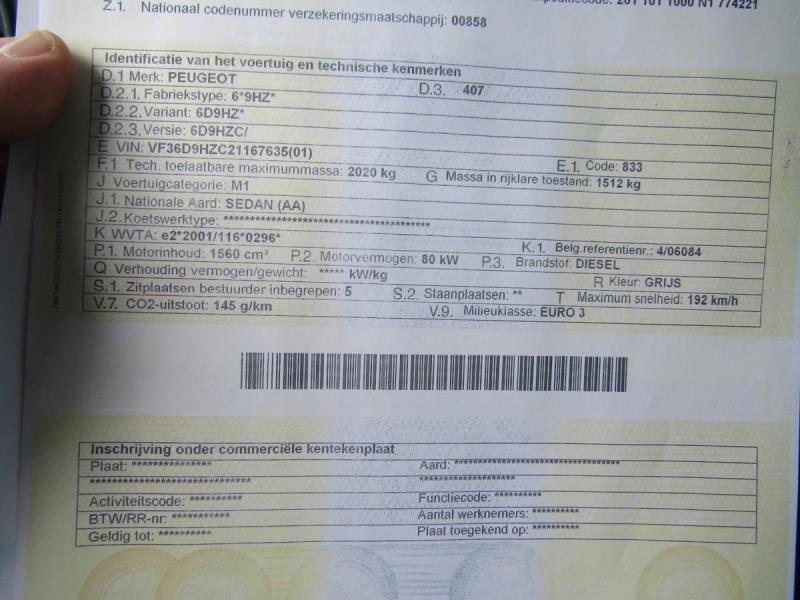 Z.1. Nationaal codenummer verzekeringsmaatschappij: 00858
201 101 1000 N1 774221
Identificatie van het voertuig en technische kenmerken
D.1 Merk: PEUGEOT D.3. 407
D.2.1. Fabriekstype: 6*9HZ*
D.2.2. Variant: 6D9HZ*
D.2.3. Versie: 6D9HZC/
E VIN: VF36D9HZC21167635(01) E.1. Code: 833
F.1 Tech. toelaatbare maximummassa: 2020 kg G Massa in rijklare toestand: 1512 kg
J Voertuigcategorie: M1
J.1. Nationale Aard: SEDAN (AA)
J.2. Koetswerktype: **********************************
K WVTA: e2*2001/116*0296* K.1. Belg.referentienr.: 4/06084
P.1. Motorinhoud: 1560 cm³ P.2. Motorvermogen: 80 kW P.3. Brandstof: DIESEL
Q Verhouding vermogen/gewicht: ***** kW/kg R Kleur: GRIJS
S.1. Zitplaatsen bestuurder inbegrepen: 5 S.2. Staanplaatsen: ** T Maximum snelheid: 192 km/h
V.7. CO2-uitstoot: 145 g/km V.9. Milieuklasse: EURO 3
Inschrijving onder commerciële kentekenplaat
Plaat: *************** Aard: **********************************
****************************** ********************
Activiteitscode: ********** Functiecode: **********
BTW/RR-nr: *********** Aantal werknemers: **********
Geldig tot: ********** Plaat toegekend op: **********